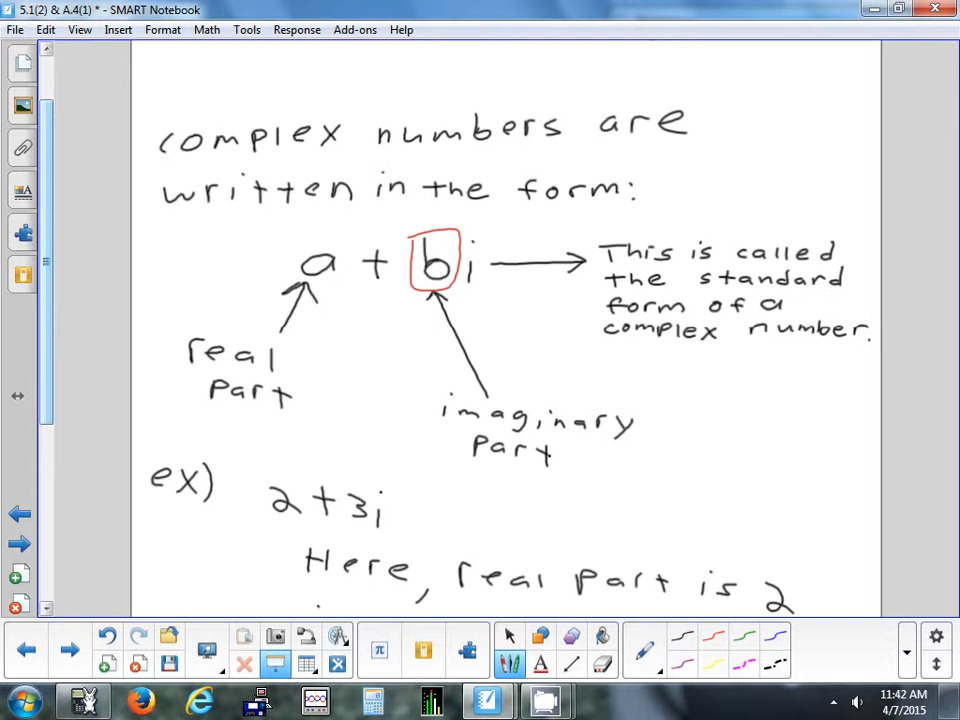 5.1(2) & A.4(1) * - SMART Notebook
File Edit View Insert Format Math Tools Response Add-ons Help
complex numbers are
written in the form:
a + bi
This is called
the standard
form of a
complex number.
real
part
imaginary
part
ex) 2+3i
Here, real part is 2
11:42 AM
4/7/2015